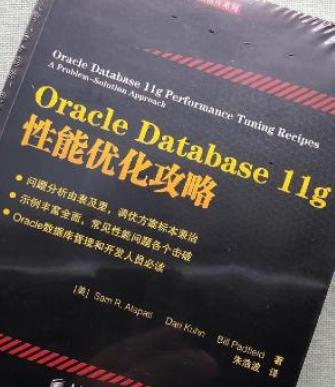 Oracle Database 11g Performance Tuning Recipes
A Problem-Solution Approach
Oracle Database 11g
性能优化攻略
● 问题分析由表及里，调优方案标本兼治
● 示例丰富全面，常见性能问题各个击破
● Oracle数据库管理和开发人员必读
[美] Sam R. Alapati Dari Kuhn Bill Padfield 著
朱浩波 译